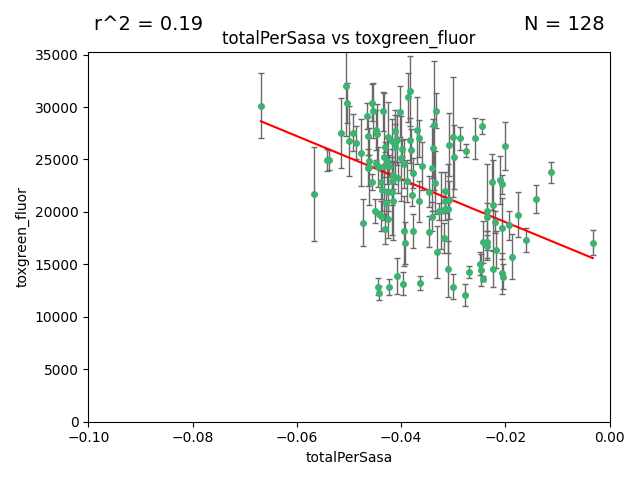 r^2 = 0.19
N = 128
totalPerSasa vs toxgreen_fluor
35000
30000
25000
20000
15000
10000
5000
0
toxgreen_fluor
−0.10
−0.08
−0.06
−0.04
−0.02
0.00
totalPerSasa